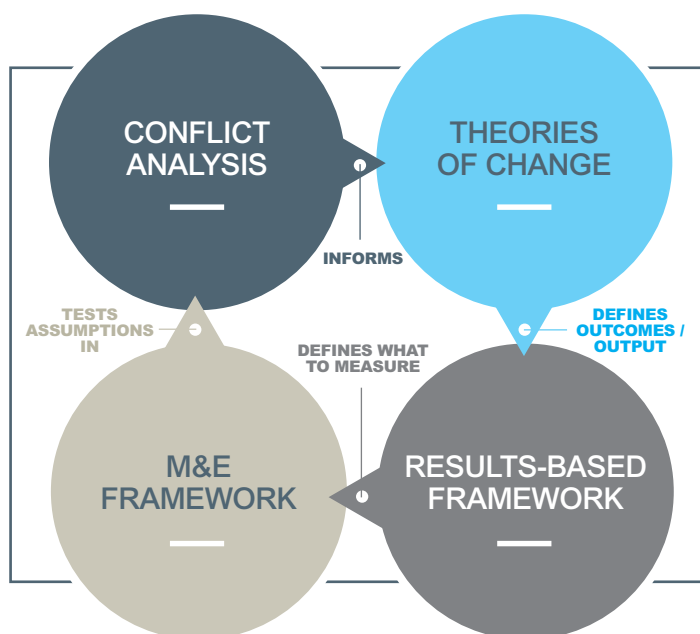 CONFLICT
ANALYSIS
THEORIES
OF CHANGE
INFORMS
TESTS
ASSUMPTIONS
IN
DEFINES
OUTCOMES /
OUTPUT
DEFINES WHAT
TO MEASURE
M&E
FRAMEWORK
RESULTS-BASED
FRAMEWORK